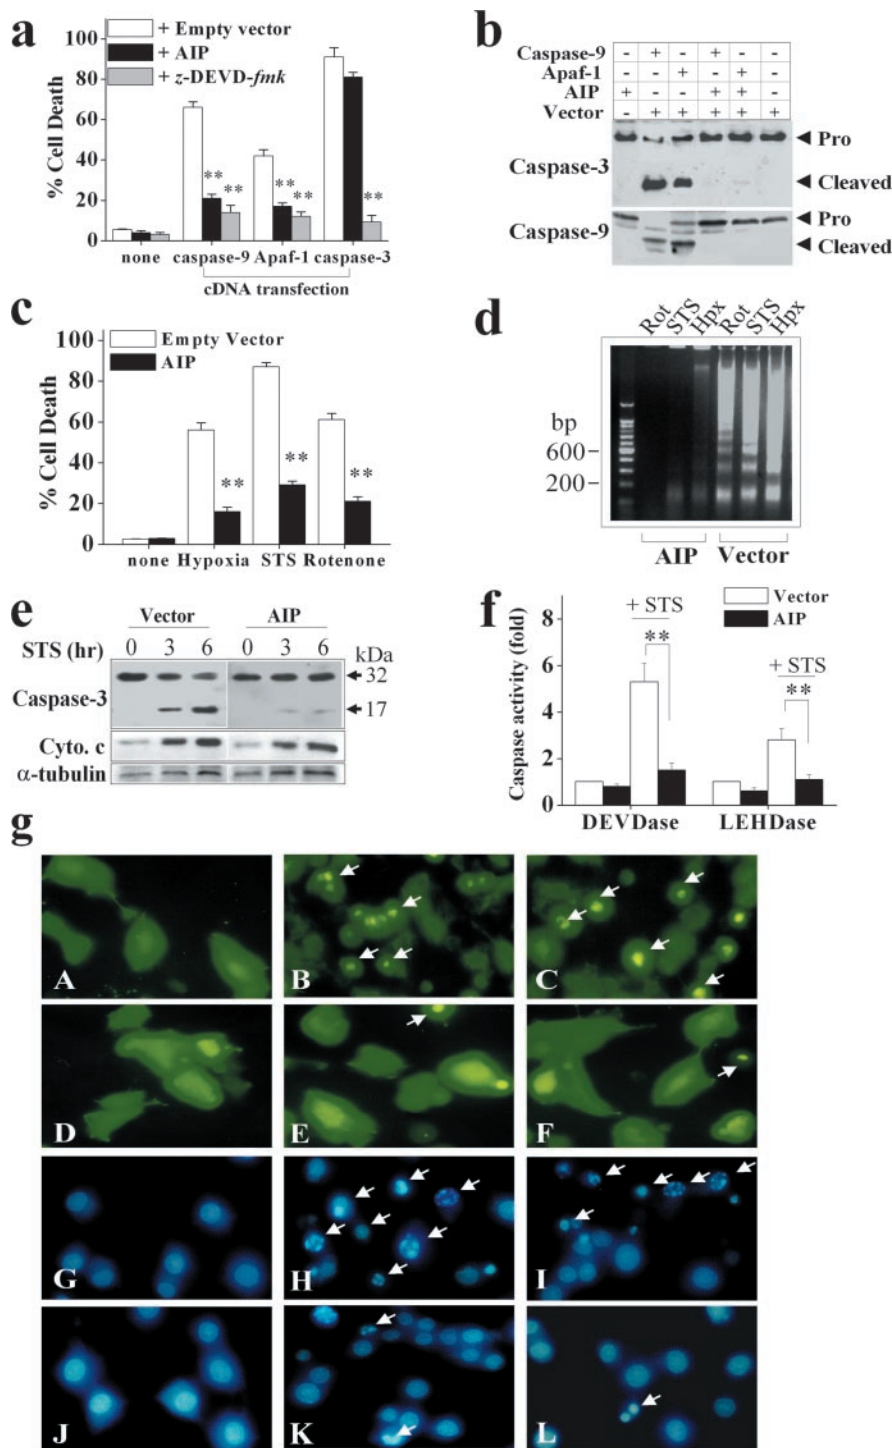 a
+ Empty vector
+ AIP
+ z-DEVD-fmk
% Cell Death
100
80
60
40
20
0
** ** ** ** **
none caspase-9 Apaf-1 caspase-3
cDNA transfection
b
Caspase-9 - + - + - -
Apaf-1 - - + - + -
AIP + - - + + -
Vector - + + + + +
Caspase-3
Pro
Cleaved
Caspase-9
Pro
Cleaved
c
Empty Vector
AIP
% Cell Death
100
80
60
40
20
0
** ** **
none Hypoxia STS Rotenone
d
Rot STS Hpx Rot STS Hpx
bp
600
200
AIP Vector
e
Vector AIP
STS (hr) 0 3 6 0 3 6 kDa
Caspase-3
32
17
Cyto. c
α-tubulin
f
Vector
AIP
Caspase activity (fold)
8
6
4
2
0
+ STS
**
+ STS
**
DEVDase LEHDase
g
A B C
D E F
G H I
J K L